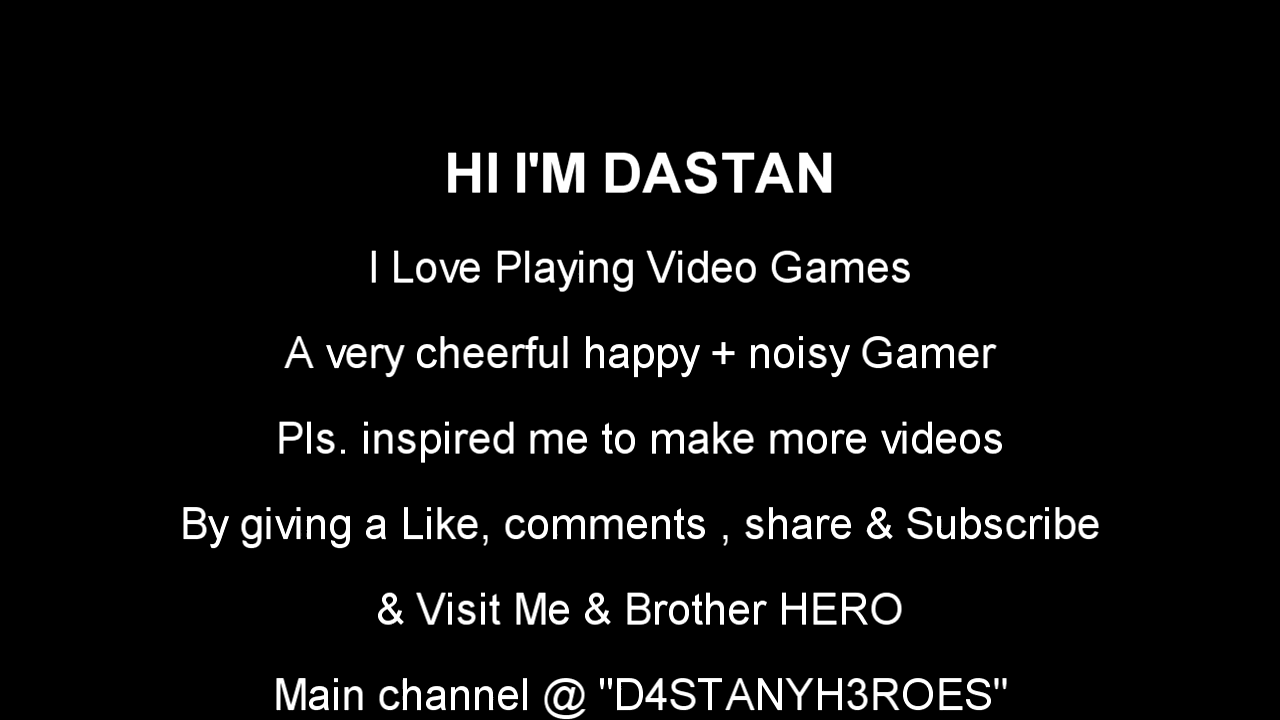 HI I'M DASTAN
I Love Playing Video Games
A very cheerful happy + noisy Gamer
Pls. inspired me to make more videos
By giving a Like, comments , share & Subscribe
& Visit Me & Brother HERO
Main channel @ "D4STANYH3ROES"